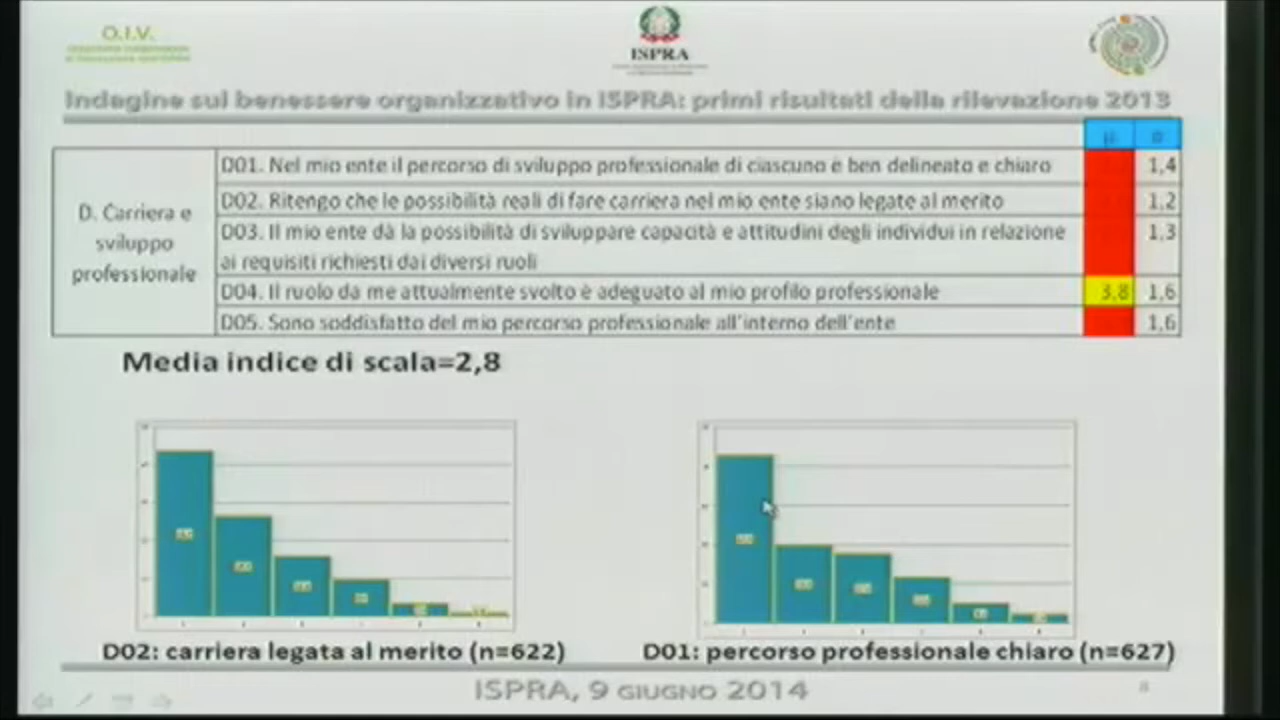 O.I.V.
ISPRA
Indagine sul benessere organizzativo in ISPRA: primi risultati della rilevazione 2013
μ σ
D. Carriera e
sviluppo
professionale
D01. Nel mio ente il percorso di sviluppo professionale di ciascuno è ben delineato e chiaro 1,4
D02. Ritengo che le possibilità reali di fare carriera nel mio ente siano legate al merito 1,2
D03. Il mio ente dà la possibilità di sviluppare capacità e attitudini degli individui in relazione
ai requisiti richiesti dai diversi ruoli 1,3
D04. Il ruolo da me attualmente svolto è adeguato al mio profilo professionale 3,8 1,6
D05. Sono soddisfatto del mio percorso professionale all'interno dell'ente 1,6
Media indice di scala=2,8
D02: carriera legata al merito (n=622)
D01: percorso professionale chiaro (n=627)
ISPRA, 9 GIUGNO 2014
8